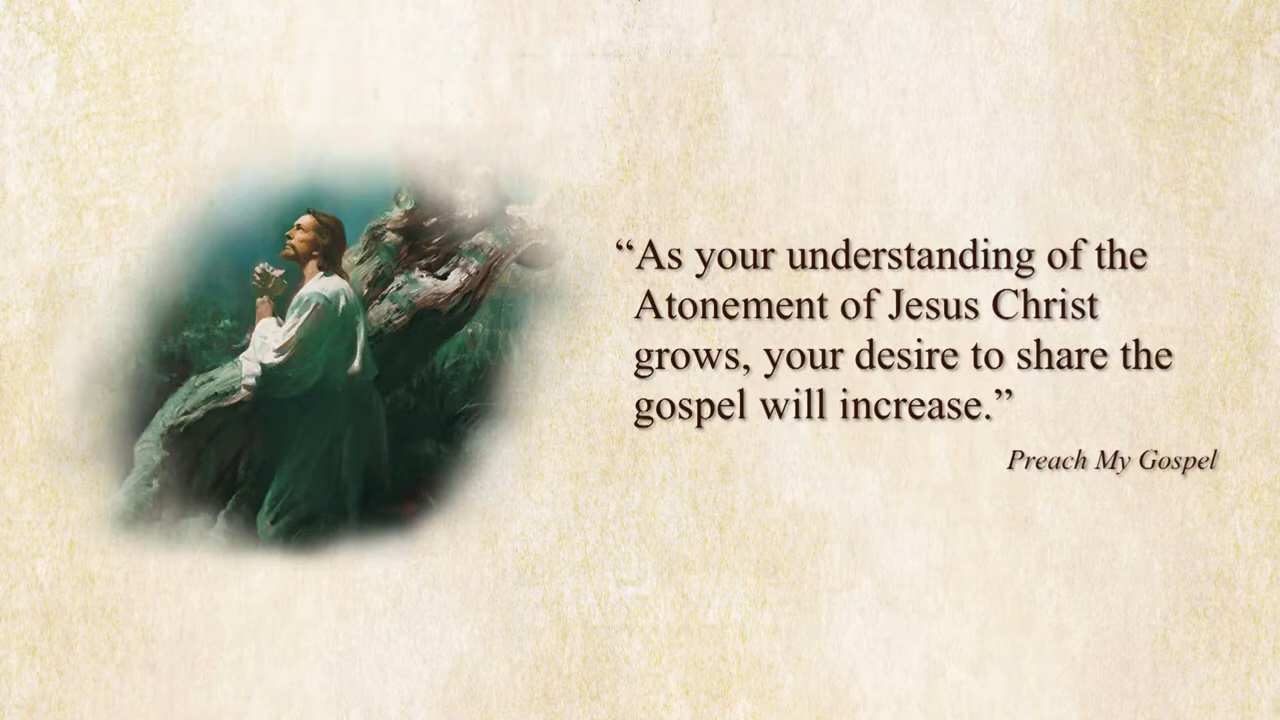 “As your understanding of the
Atonement of Jesus Christ
grows, your desire to share the
gospel will increase.”
Preach My Gospel